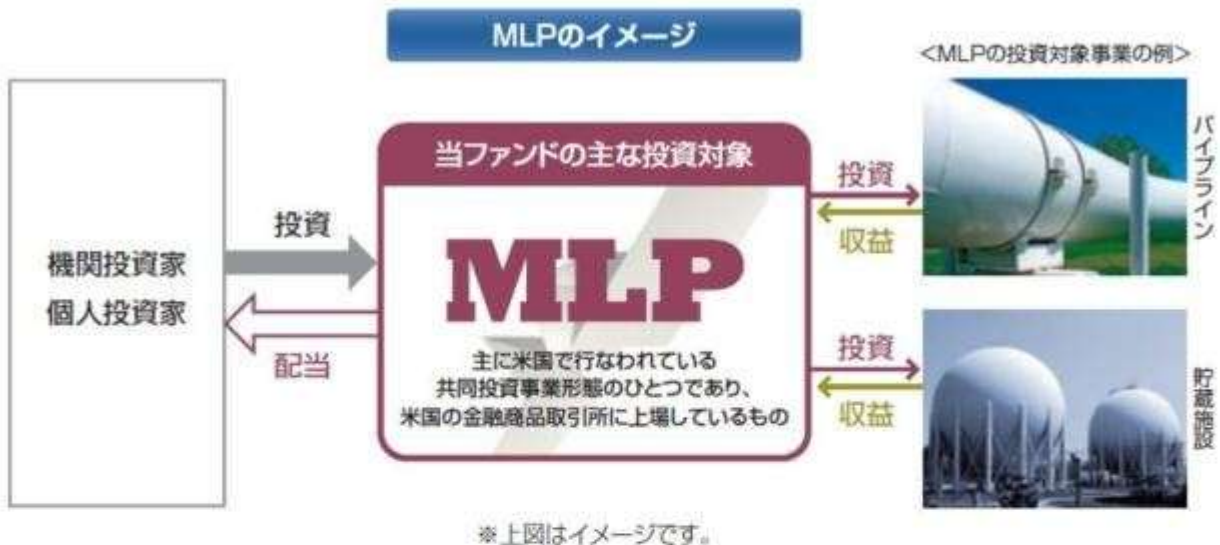 MLPのイメージ
<MLPの投資対象事業の例>
機関投資家
個人投資家
投資
配当
当ファンドの主な投資対象
MLP
主に米国で行なわれている
共同投資事業形態のひとつであり、
米国の金融商品取引所に上場しているもの
投資
収益
パイプライン
投資
収益
貯蔵施設
※上図はイメージです。